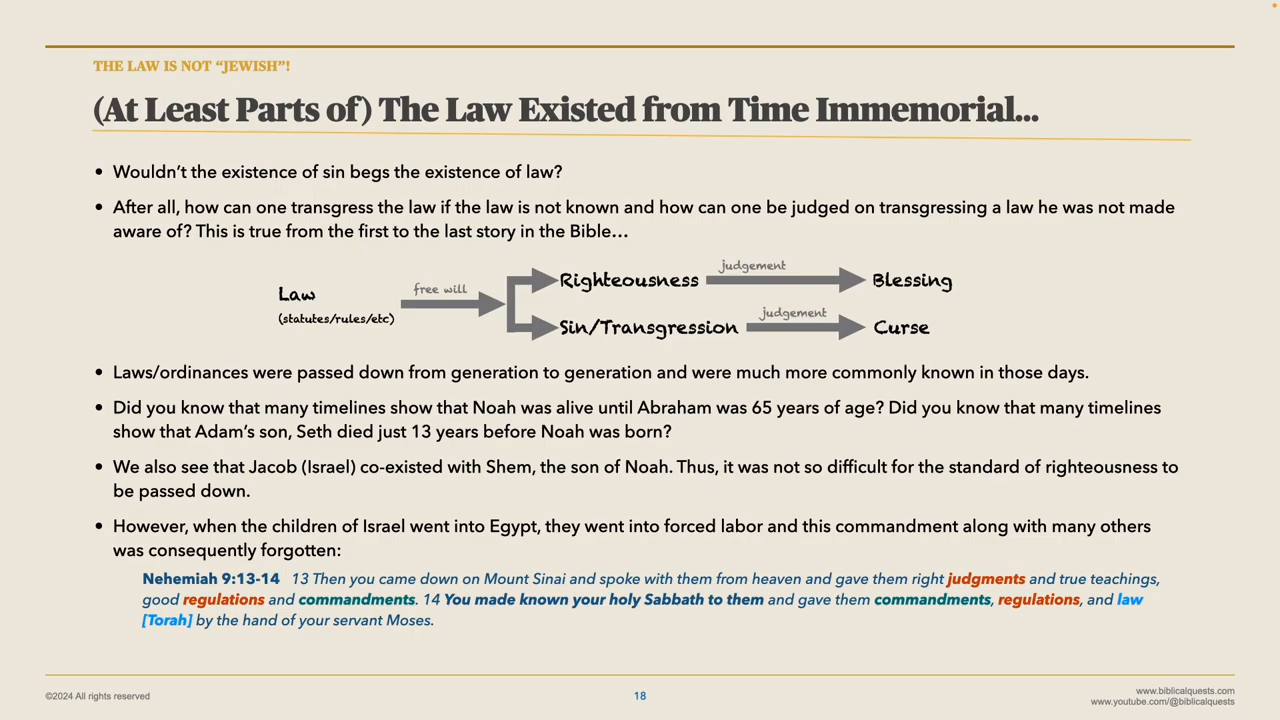 THE LAW IS NOT “JEWISH”!
(At Least Parts of) The Law Existed from Time Immemorial...
• Wouldn’t the existence of sin begs the existence of law?
• After all, how can one transgress the law if the law is not known and how can one be judged on transgressing a law he was not made
aware of? This is true from the first to the last story in the Bible…
Law
(statutes/rules/etc)
free will
Righteousness
judgement
Blessing
Sin/Transgression
judgement
Curse
• Laws/ordinances were passed down from generation to generation and were much more commonly known in those days.
• Did you know that many timelines show that Noah was alive until Abraham was 65 years of age? Did you know that many timelines
show that Adam’s son, Seth died just 13 years before Noah was born?
• We also see that Jacob (Israel) co-existed with Shem, the son of Noah. Thus, it was not so difficult for the standard of righteousness to
be passed down.
• However, when the children of Israel went into Egypt, they went into forced labor and this commandment along with many others
was consequently forgotten:
Nehemiah 9:13-14 13 Then you came down on Mount Sinai and spoke with them from heaven and gave them right judgments and true teachings,
good regulations and commandments. 14 You made known your holy Sabbath to them and gave them commandments, regulations, and law
[Torah] by the hand of your servant Moses.
©2024 All rights reserved
18
www.biblicalquests.com
www.youtube.com/@biblicalquests